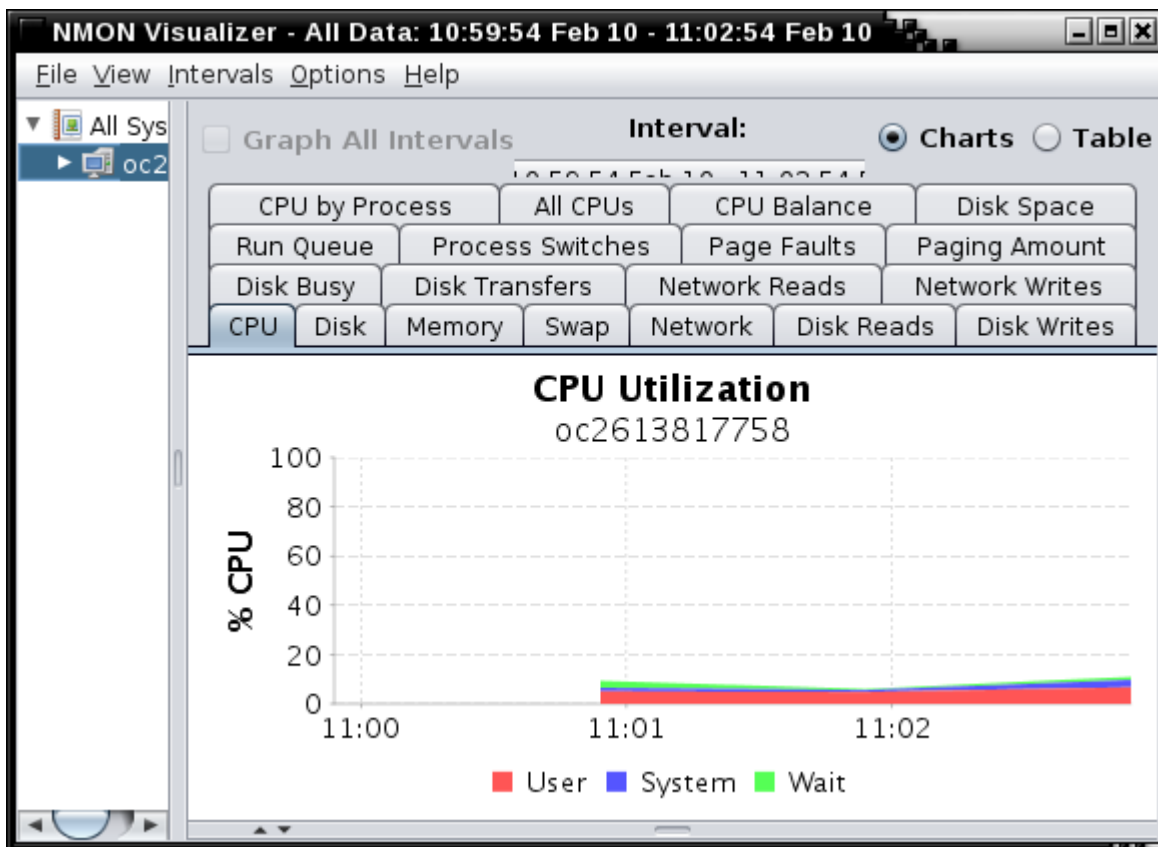 NMON Visualizer - All Data: 10:59:54 Feb 10 - 11:02:54 Feb 10
File View Intervals Options Help
All Sys
oc2
Graph All Intervals
Interval:
Charts Table
CPU by Process All CPUs CPU Balance Disk Space
Run Queue Process Switches Page Faults Paging Amount
Disk Busy Disk Transfers Network Reads Network Writes
CPU Disk Memory Swap Network Disk Reads Disk Writes
CPU Utilization
oc2613817758
% CPU
100
80
60
40
20
0
11:00 11:01 11:02
User System Wait